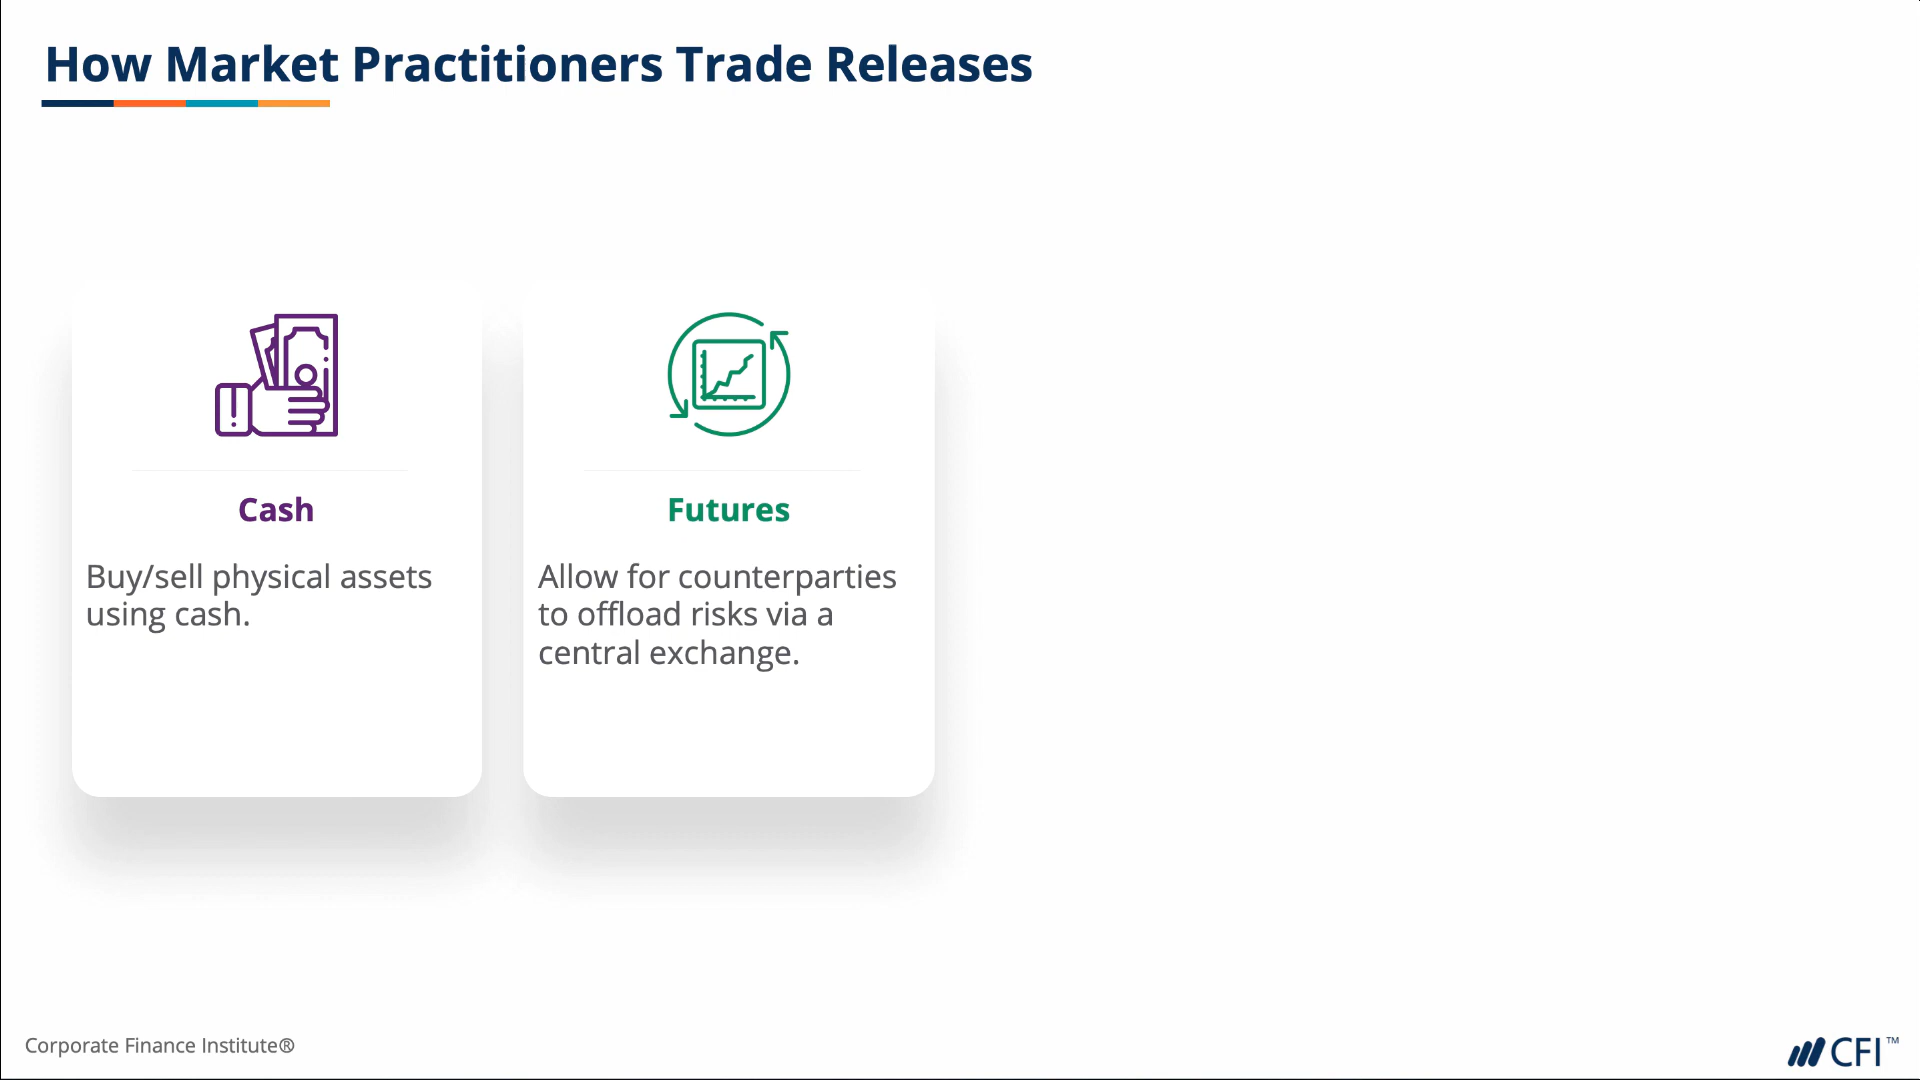 How Market Practitioners Trade Releases
Cash
Buy/sell physical assets
using cash.
Futures
Allow for counterparties
to offload risks via a
central exchange.
Corporate Finance Institute®
CFI™